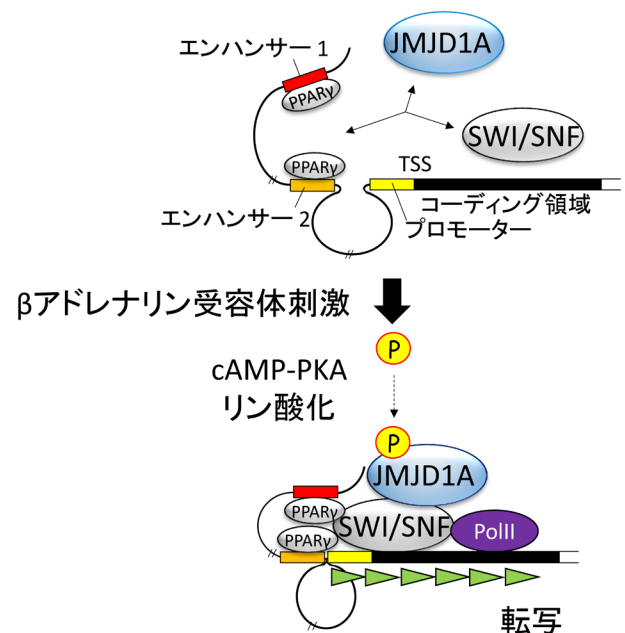 エンハンサー 1
JMJD1A
PPARγ
SWI/SNF
PPARγ
TSS
エンハンサー 2
コーディング領域
プロモーター
βアドレナリン受容体刺激
P
cAMP-PKA
リン酸化
P
JMJD1A
PPARγ
SWI/SNF
PolII
PPARγ
転写